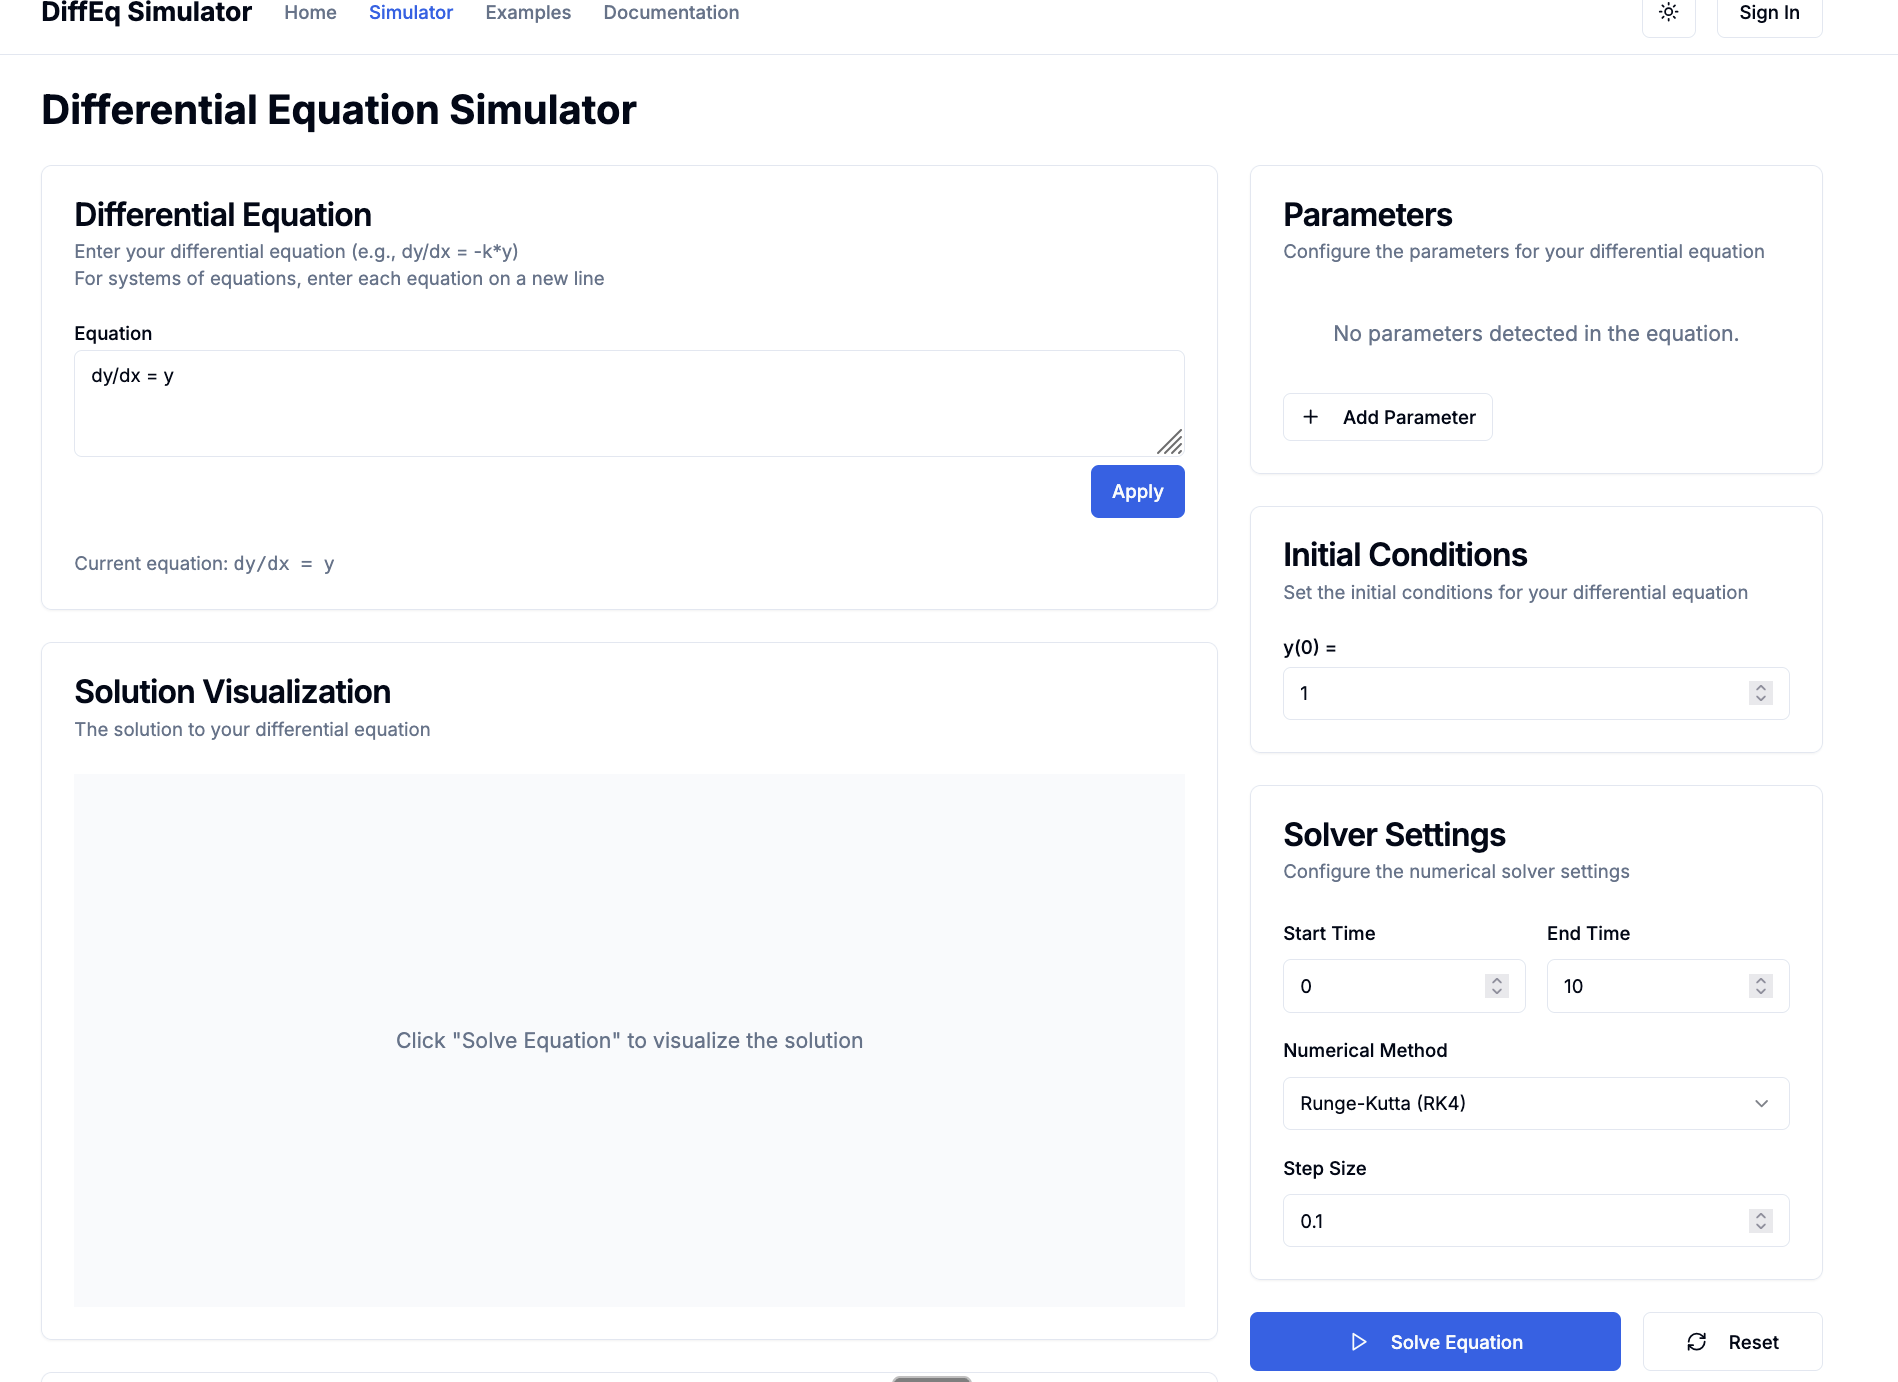 DiffEq Simulator Home Simulator Examples Documentation Sign In
Differential Equation Simulator
Differential Equation
Enter your differential equation (e.g., dy/dx = -k*y)
For systems of equations, enter each equation on a new line
Equation
dy/dx = y
Apply
Current equation: dy/dx = y
Solution Visualization
The solution to your differential equation
Click "Solve Equation" to visualize the solution
Parameters
Configure the parameters for your differential equation
No parameters detected in the equation.
Add Parameter
Initial Conditions
Set the initial conditions for your differential equation
y(0) =
1
Solver Settings
Configure the numerical solver settings
Start Time End Time
0 10
Numerical Method
Runge-Kutta (RK4)
Step Size
0.1
Solve Equation Reset